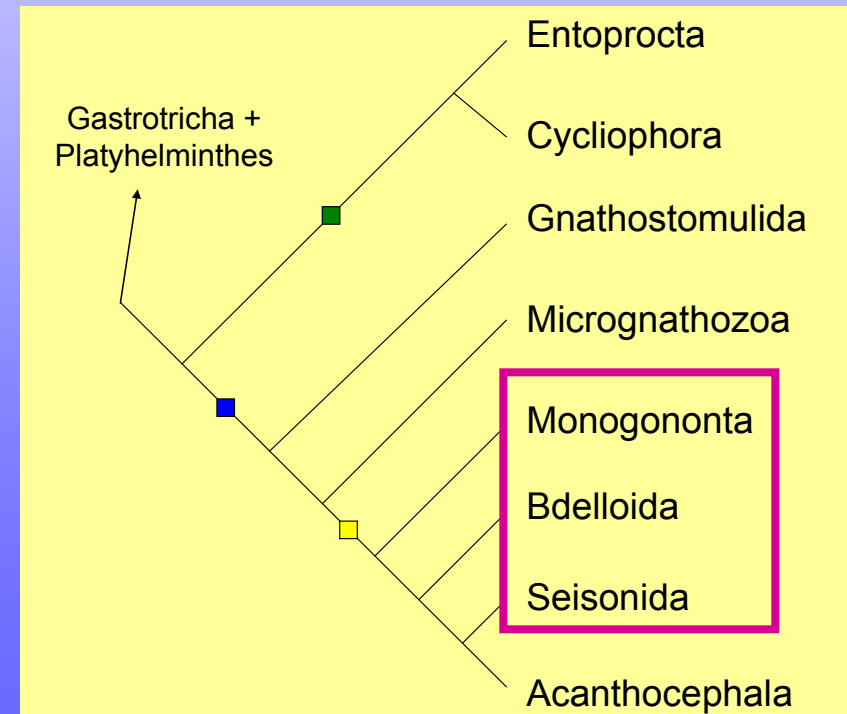 Entoprocta
Gastrotricha +
Platyhelminthes
Cycliophora
Gnathostomulida
Micrognathozoa
Monogononta
Bdelloida
Seisonida
Acanthocephala